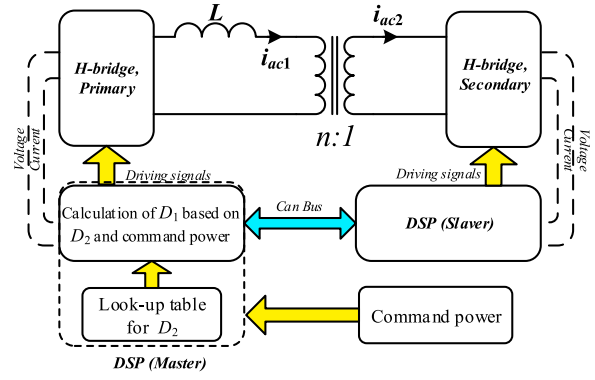 L
i_ac1
i_ac2
H-bridge,
Primary
H-bridge,
Secondary
n:1
Voltage
Current
Voltage
Current
Driving signals
Driving signals
Calculation of D₁ based on
D₂ and command power
Can Bus
DSP (Slaver)
Look-up table
for D₂
Command power
DSP (Master)